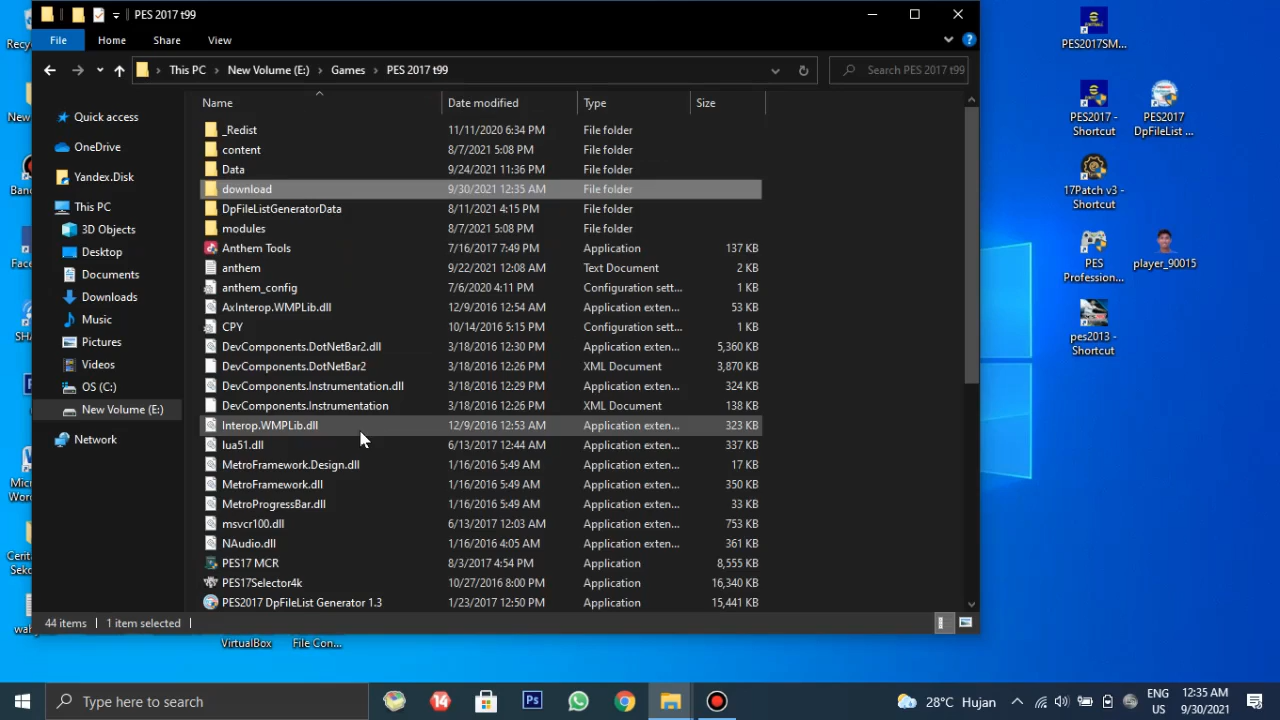 PES 2017 t99
File Home Share View
This PC New Volume (E:) Games PES 2017 t99
Search PES 2017 t99
Name Date modified Type Size
Quick access
OneDrive
Yandex.Disk
This PC
3D Objects
Desktop
Documents
Downloads
Music
Pictures
Videos
OS (C:)
New Volume (E:)
Network
_Redist 11/11/2020 6:34 PM File folder
content 8/7/2021 5:08 PM File folder
Data 9/24/2021 11:36 PM File folder
download 9/30/2021 12:35 AM File folder
DpFileListGeneratorData 8/11/2021 4:15 PM File folder
modules 8/7/2021 5:08 PM File folder
Anthem Tools 7/16/2017 7:49 PM Application 137 KB
anthem 9/22/2021 12:08 AM Text Document 2 KB
anthem_config 7/6/2020 4:11 PM Configuration sett... 1 KB
AxInterop.WMPLib.dll 12/9/2016 12:54 AM Application exten... 53 KB
CPY 10/14/2016 5:15 PM Configuration sett... 1 KB
DevComponents.DotNetBar2.dll 3/18/2016 12:30 PM Application exten... 5,360 KB
DevComponents.DotNetBar2 3/18/2016 12:26 PM XML Document 3,870 KB
DevComponents.Instrumentation.dll 3/18/2016 12:29 PM Application exten... 324 KB
DevComponents.Instrumentation 3/18/2016 12:26 PM XML Document 138 KB
Interop.WMPLib.dll 12/9/2016 12:53 AM Application exten... 323 KB
lua51.dll 6/13/2017 12:44 AM Application exten... 337 KB
MetroFramework.Design.dll 1/16/2016 5:49 AM Application exten... 17 KB
MetroFramework.dll 1/16/2016 5:49 AM Application exten... 350 KB
MetroProgressBar.dll 1/16/2016 5:49 AM Application exten... 33 KB
msvcr100.dll 6/13/2017 12:03 AM Application exten... 753 KB
NAudio.dll 1/16/2016 4:05 AM Application exten... 361 KB
PES17 MCR 8/3/2017 4:54 PM Application 8,555 KB
PES17Selector4k 10/27/2016 8:00 PM Application 16,340 KB
PES2017 DpFileList Generator 1.3 1/23/2017 12:50 PM Application 15,441 KB
44 items 1 item selected
VirtualBox File Con...
PES2017SM...
PES2017 -
Shortcut
PES2017
DpFileList ...
17Patch v3 -
Shortcut
PES
Profession...
player_90015
pes2013 -
Shortcut
Type here to search
14
Ps
28°C Hujan
ENG
US
12:35 AM
9/30/2021